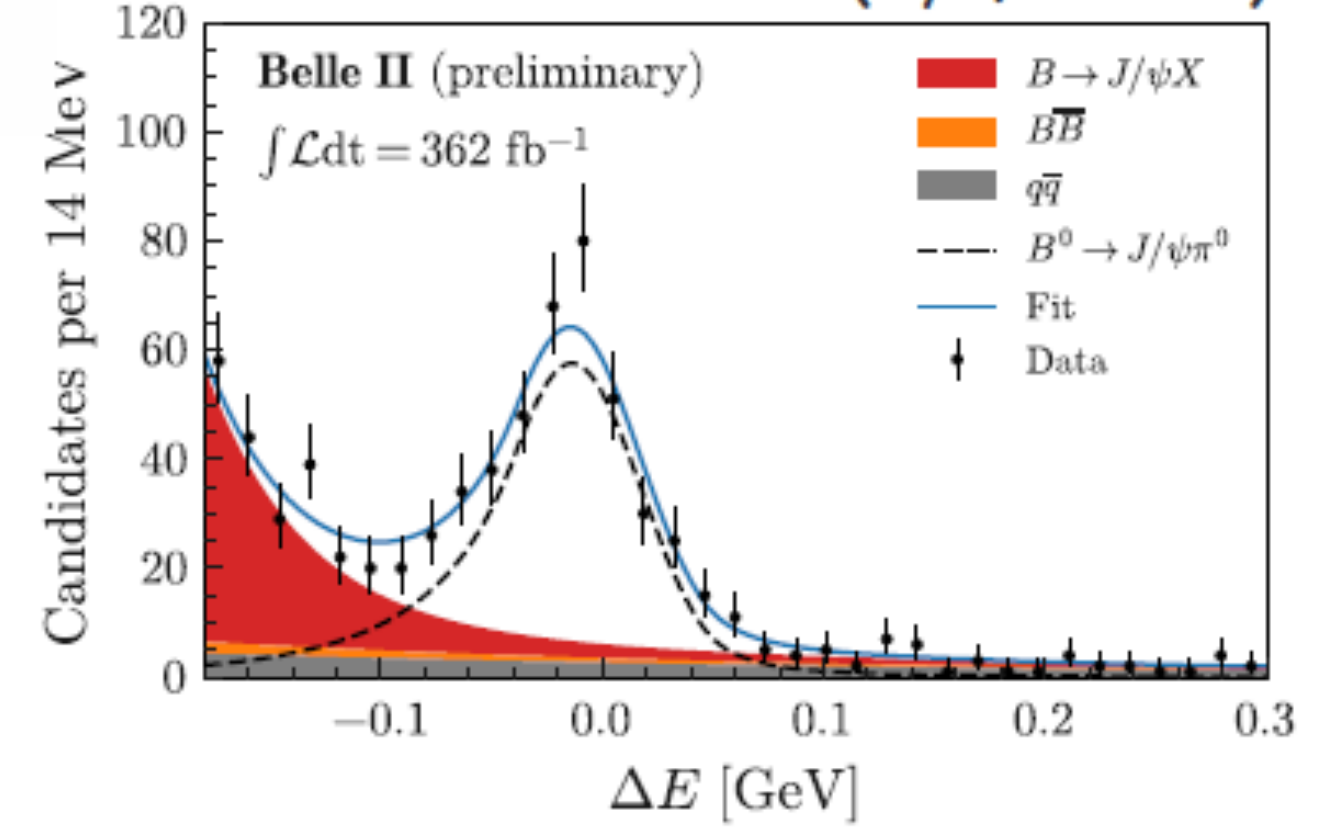 120
100
80
60
40
20
0
Candidates per 14 Mev
Belle II (preliminary)
∫ℒdt = 362 fb⁻¹
B → J/ψX
BB̅
qq̅
B⁰ → J/ψπ⁰
Fit
Data
−0.1 0.0 0.1 0.2 0.3
ΔE [GeV]